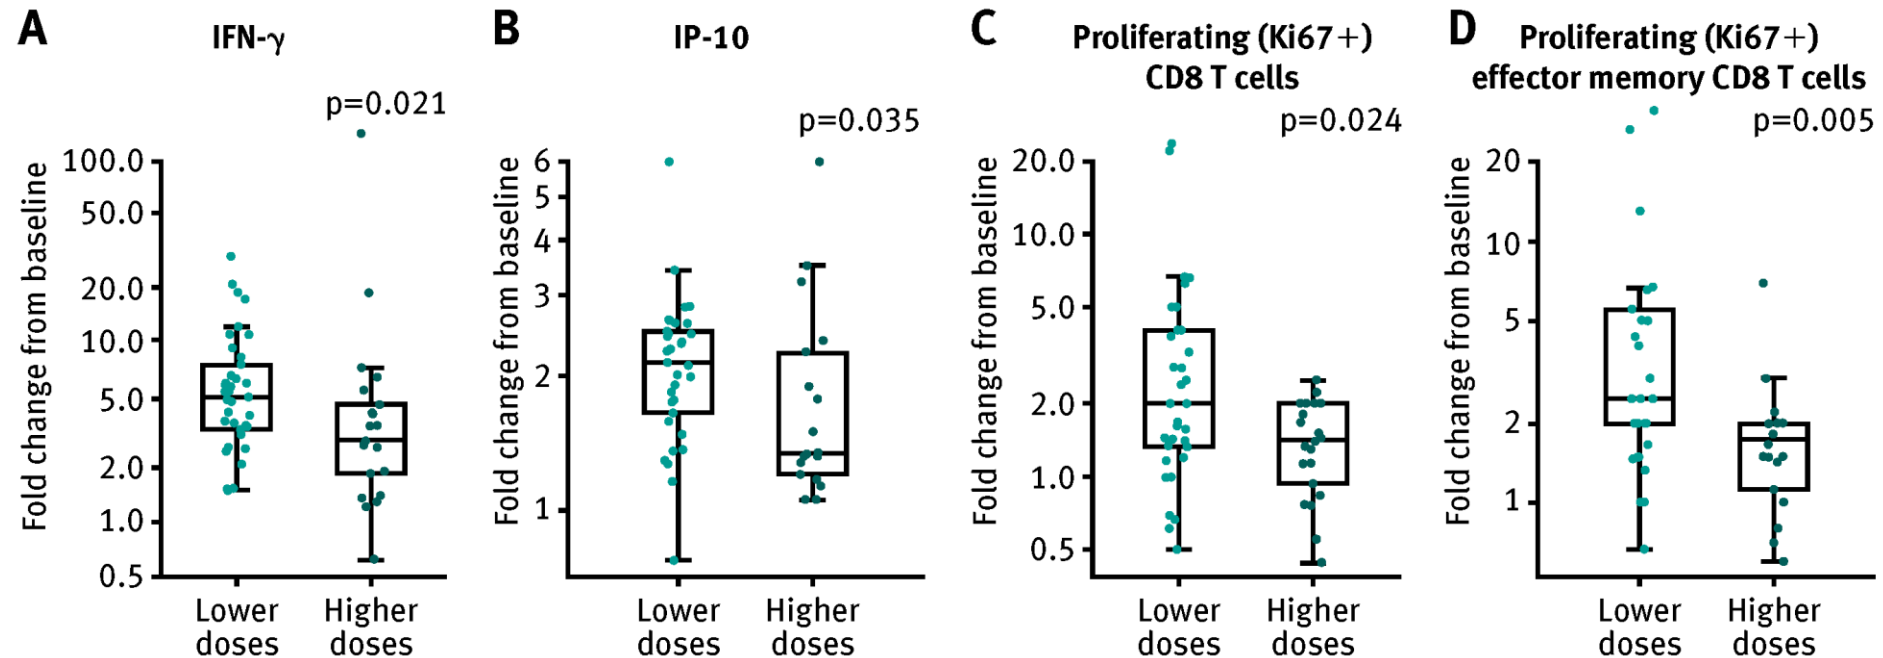 A
IFN-γ
p=0.021
Fold change from baseline
100.0
50.0
20.0
10.0
5.0
2.0
1.0
0.5
Lower
doses
Higher
doses
B
IP-10
p=0.035
Fold change from baseline
6
5
4
3
2
1
Lower
doses
Higher
doses
C
Proliferating (Ki67+)
CD8 T cells
p=0.024
Fold change from baseline
20.0
10.0
5.0
2.0
1.0
0.5
Lower
doses
Higher
doses
D
Proliferating (Ki67+)
effector memory CD8 T cells
p=0.005
Fold change from baseline
20
10
5
2
1
Lower
doses
Higher
doses